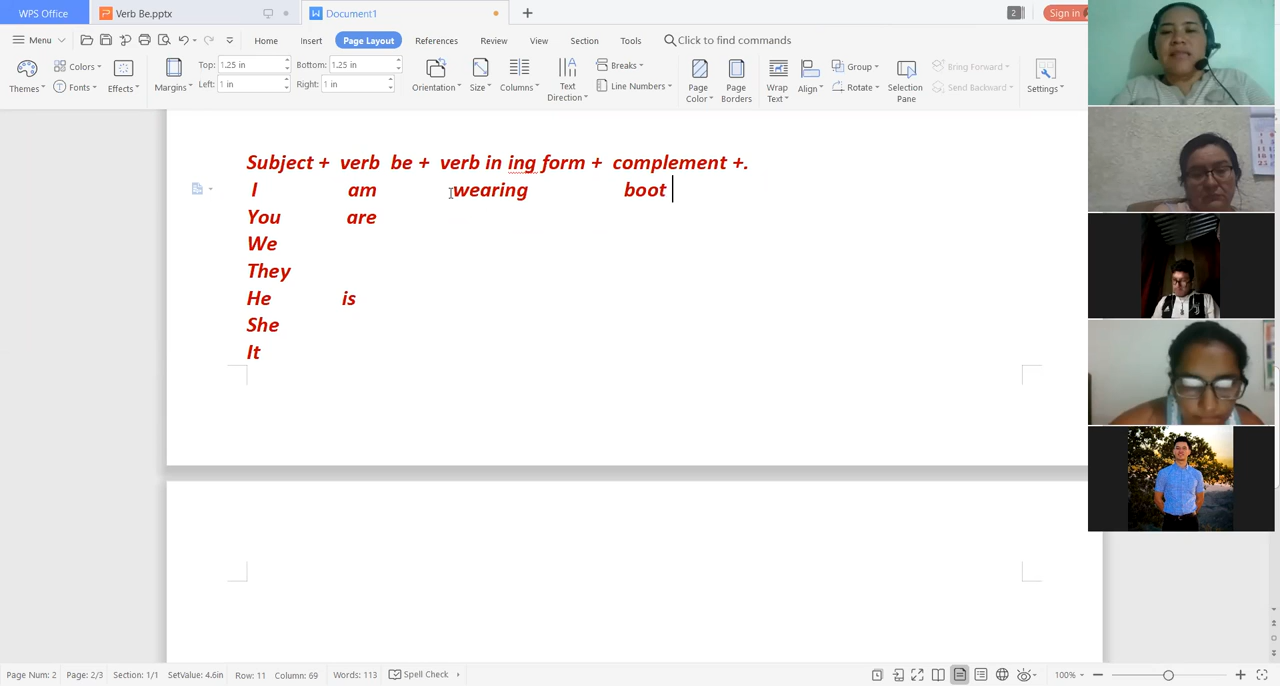 WPS Office Verb Be.pptx Document1 2 Sign in
Menu Home Insert Page Layout References Review View Section Tools Click to find commands
Themes Colors Fonts Effects Margins Top: 1.25 in Bottom: 1.25 in Left: 1 in Right: 1 in Orientation Size Columns Text Direction Breaks Line Numbers Page Color Page Borders Wrap Text Align Group Rotate Selection Pane Bring Forward Send Backward Settings
Subject + verb be + verb in ing form + complement +.
I am wearing boot
You are
We
They
He is
She
It
Page Num: 2 Page: 2/3 Section: 1/1 SetValue: 4.6in Row: 11 Column: 69 Words: 113 Spell Check 100%